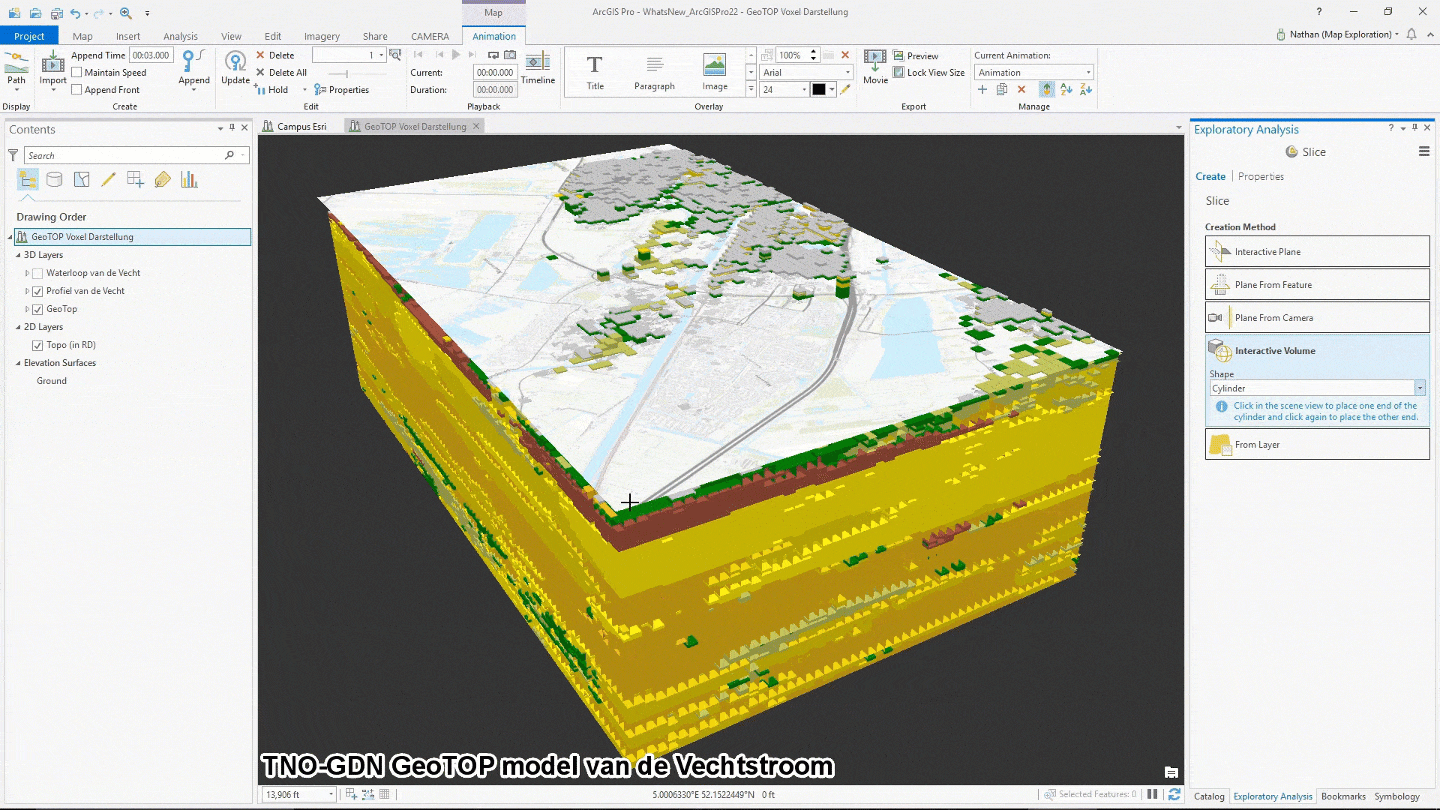 Map
ArcGIS Pro - WhatsNew_ArcGISPro22 - GeoTOP Voxel Darstellung
?
Project Map Insert Analysis View Edit Imagery Share CAMERA Animation
Nathan (Map Exploration)
Path
Import
Append Time 00:03.000
Maintain Speed
Append Front
Append
Update
Delete
Delete All
Hold
Properties
1
Current: 00:00.000
Duration: 00:00.000
Timeline
Title
Paragraph
Image
100%
Arial
24
Movie
Preview
Lock View Size
Current Animation:
Animation
Display Create Edit Playback Overlay Export Manage
Contents
Search
Drawing Order
GeoTOP Voxel Darstellung
3D Layers
Waterloop van de Vecht
Profiel van de Vecht
GeoTop
2D Layers
Topo (in RD)
Elevation Surfaces
Ground
Campus Esri
GeoTOP Voxel Darstellung
TNO-GDN GeoTOP model van de Vechtstroom
13,906 ft
5.0006330°E 52.1522449°N 0 ft
Selected Features: 0
Exploratory Analysis
?
Slice
Create | Properties
Slice
Creation Method
Interactive Plane
Plane From Feature
Plane From Camera
Interactive Volume
Shape
Cylinder
Click in the scene view to place one end of the
cylinder and click again to place the other end.
From Layer
Catalog Exploratory Analysis Bookmarks Symbology